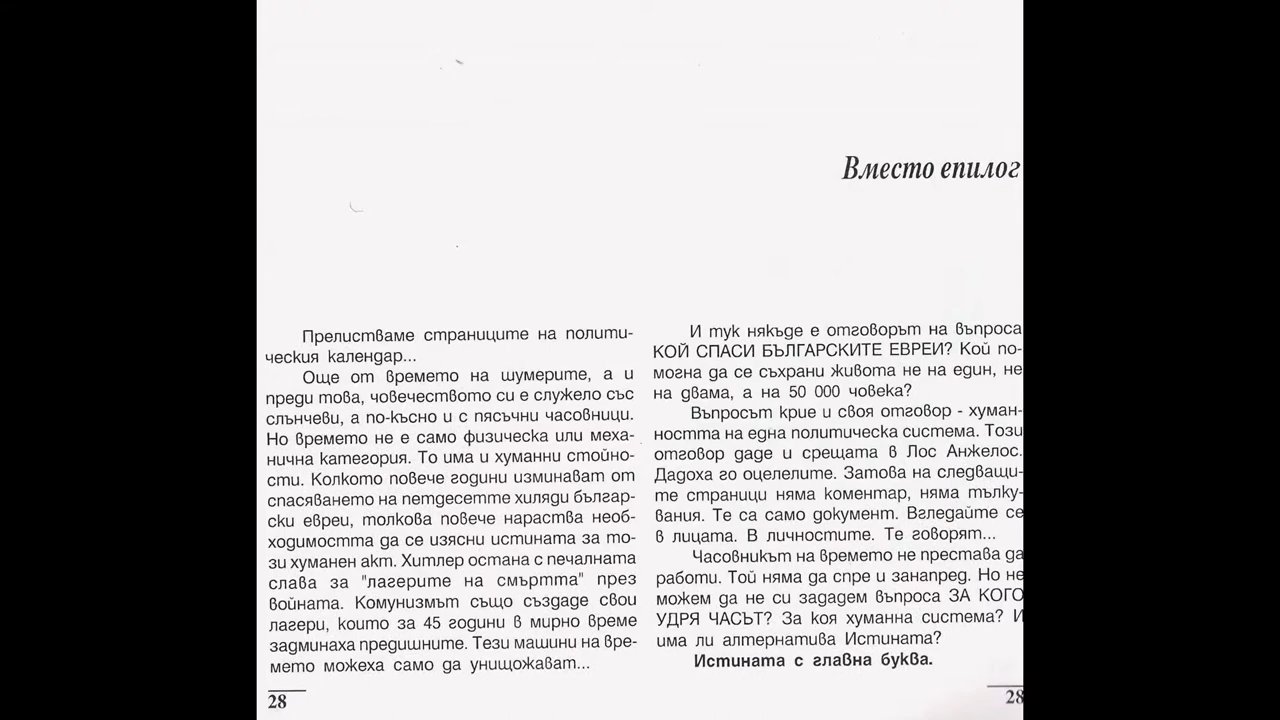 Вместо епилог
Прелистваме страниците на полити-
ческия календар...
Още от времето на шумерите, а и
преди това, човечеството си е служело със
слънчеви, а по-късно и с пясъчни часовници.
Но времето не е само физическа или меха-
нична категория. То има и хуманни стойно-
сти. Колкото повече години изминават от
спасяването на петдесетте хиляди българ-
ски евреи, толкова повече нараства необ-
ходимостта да се изясни истината за то-
зи хуманен акт. Хитлер остана с печалната
слава за "лагерите на смъртта" през
войната. Комунизмът също създаде свои
лагери, които за 45 години в мирно време
задминаха предишните. Тези машини на вре-
мето можеха само да унищожават...
28
И тук някъде е отговорът на въпроса
КОЙ СПАСИ БЪЛГАРСКИТЕ ЕВРЕИ? Кой по-
могна да се съхрани живота не на един, не
на двама, а на 50 000 човека?
Въпросът крие и своя отговор - хуман-
ността на една политическа система. Този
отговор даде и срещата в Лос Анжелос.
Дадоха го оцелелите. Затова на следващи-
те страници няма коментар, няма тълку-
вания. Те са само документ. Вгледайте се
в лицата. В личностите. Те говорят...
Часовникът на времето не престава да
работи. Той няма да спре и занапред. Но не
можем да не си зададем въпроса ЗА КОГО
УДРЯ ЧАСЪТ? За коя хуманна система? И
има ли алтернатива Истината?
Истината с главна буква.
28